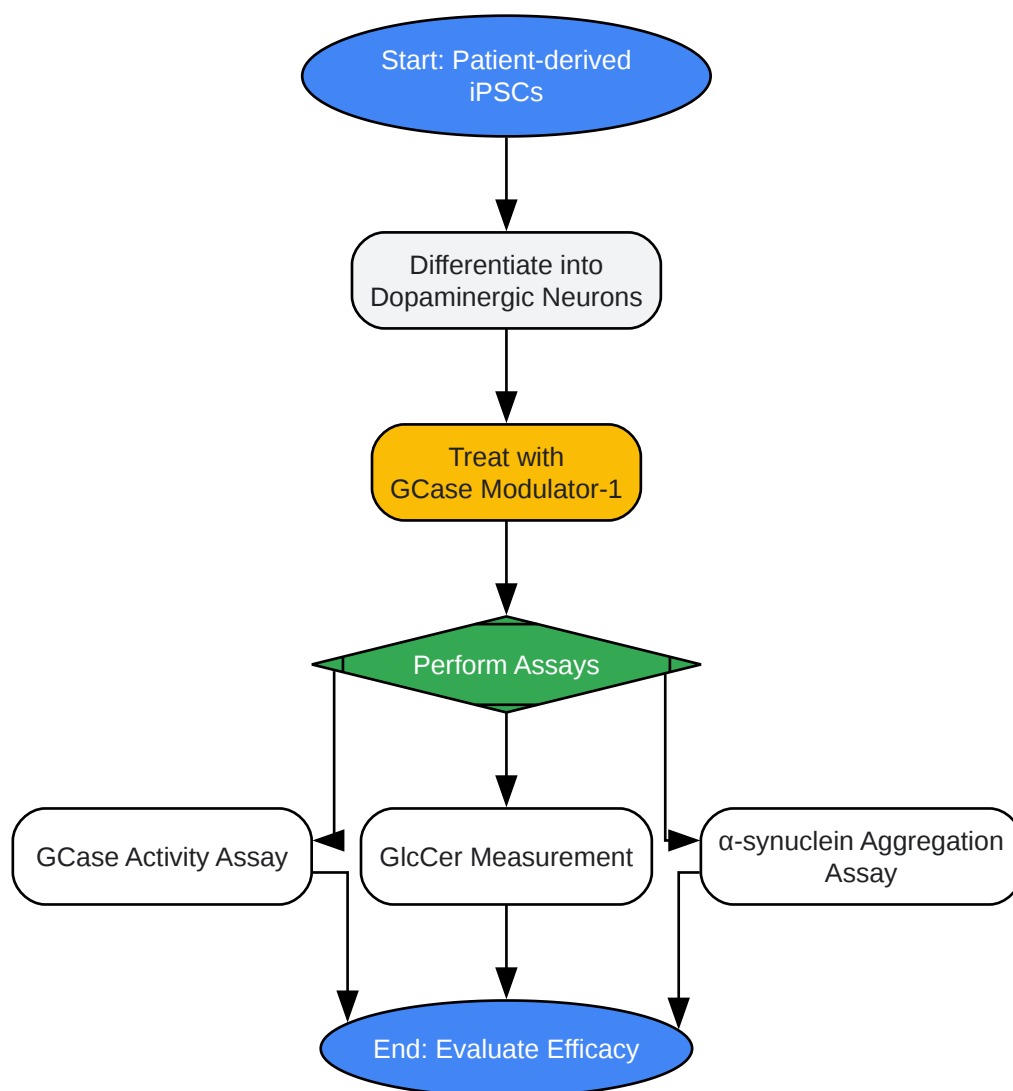 Start: Patient-derived
iPSCs
Differentiate into
Dopaminergic Neurons
Treat with
GCase Modulator-1
Perform Assays
GCase Activity Assay
GlcCer Measurement
α-synuclein Aggregation
Assay
End: Evaluate Efficacy